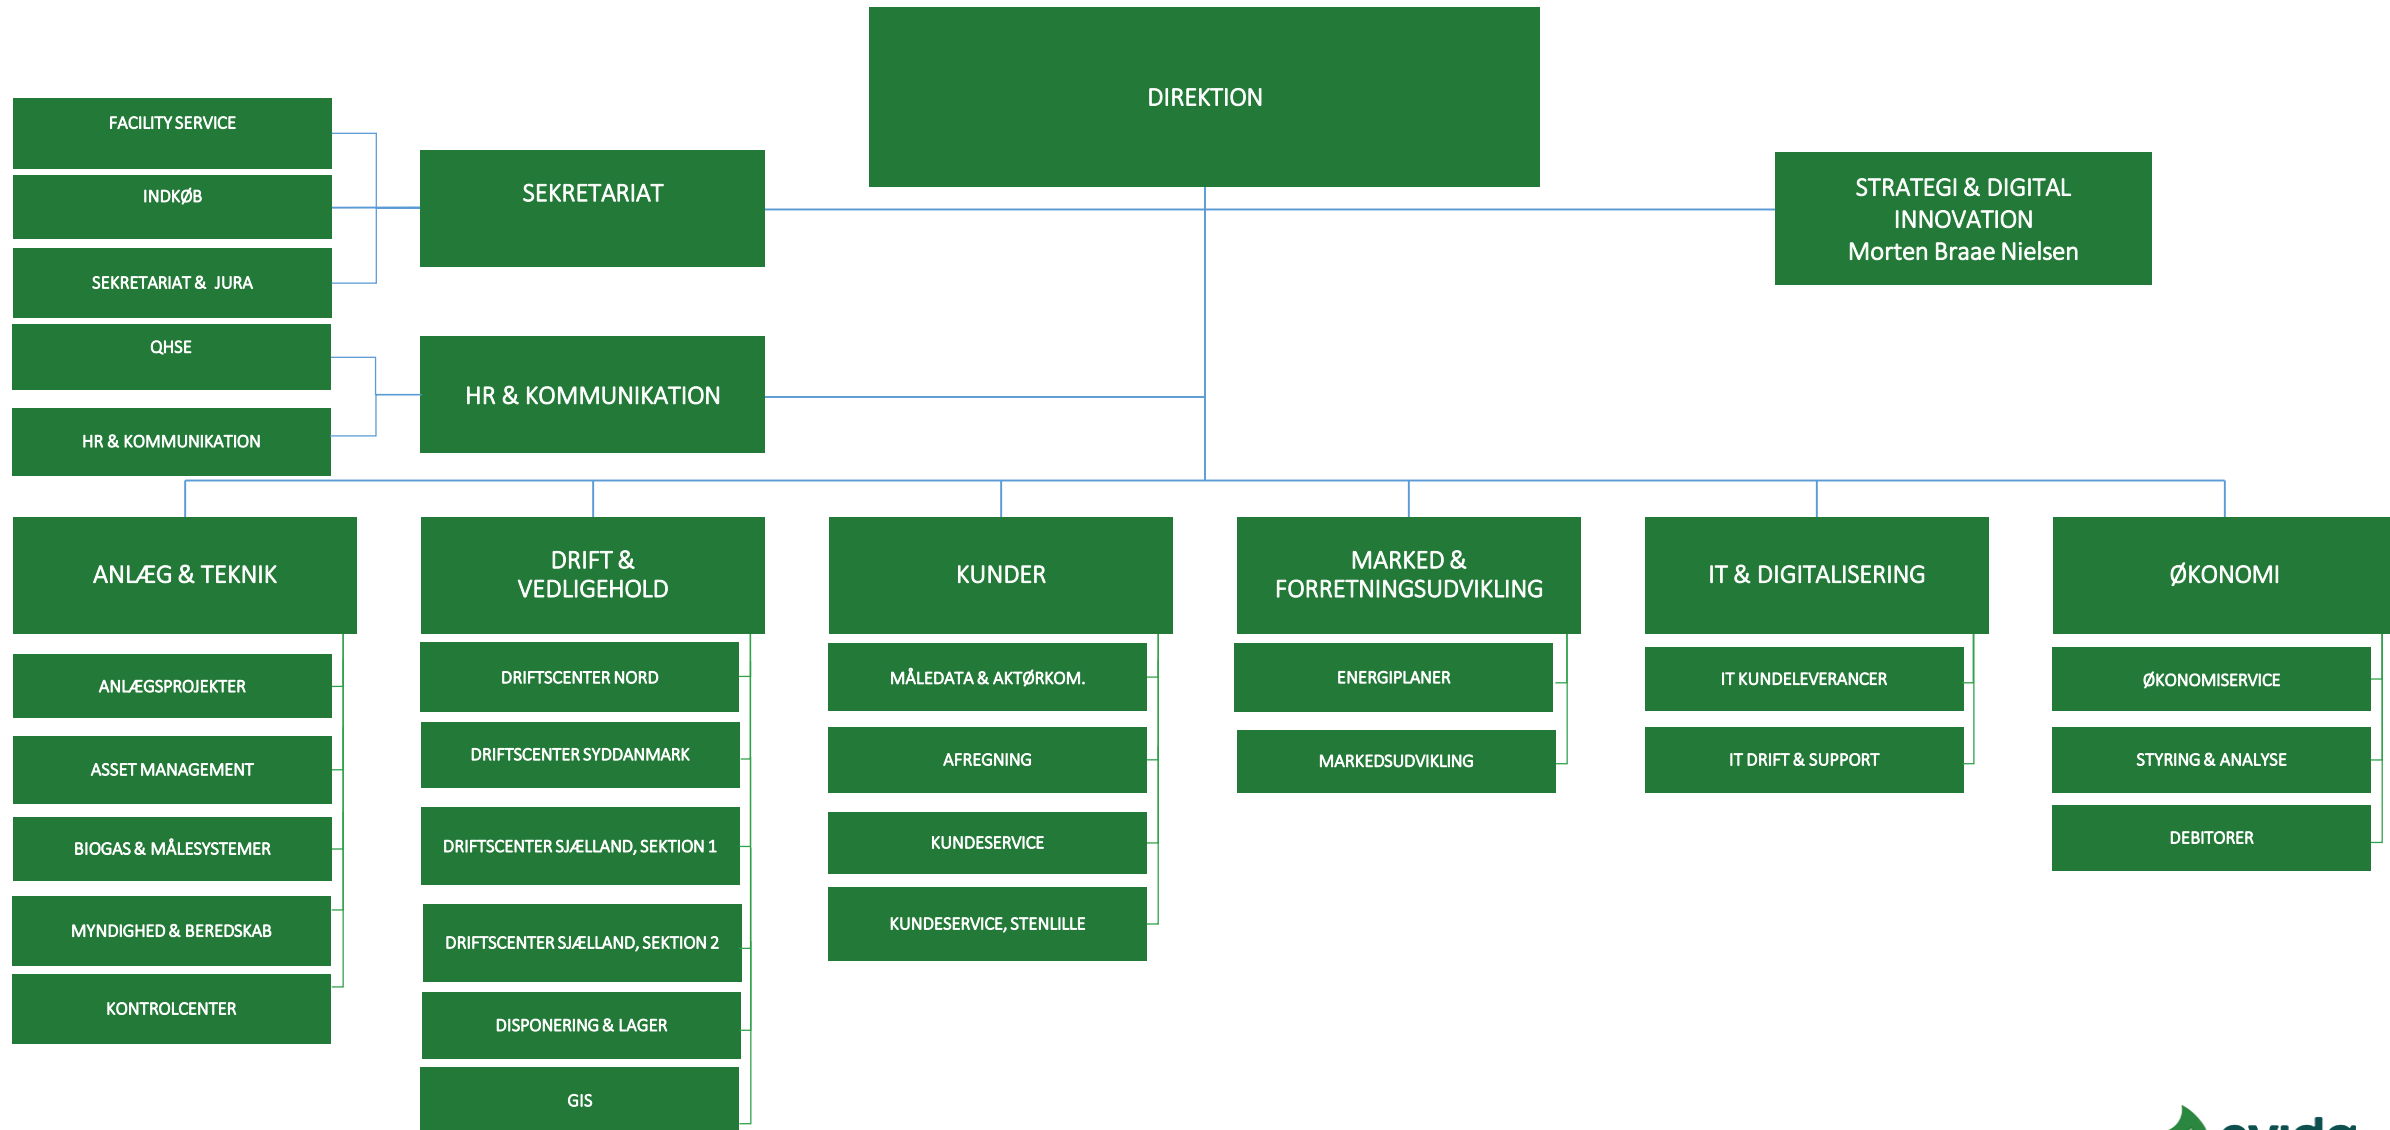 DIREKTION
FACILITY SERVICE
INDKØB
SEKRETARIAT & JURA
SEKRETARIAT
STRATEGI & DIGITAL
INNOVATION
Morten Braae Nielsen
QHSE
HR & KOMMUNIKATION
HR & KOMMUNIKATION
ANLÆG & TEKNIK
ANLÆGSPROJEKTER
ASSET MANAGEMENT
BIOGAS & MÅLESYSTEMER
MYNDIGHED & BEREDSKAB
KONTROLCENTER
DRIFT &
VEDLIGEHOLD
DRIFTSCENTER NORD
DRIFTSCENTER SYDDANMARK
DRIFTSCENTER SJÆLLAND, SEKTION 1
DRIFTSCENTER SJÆLLAND, SEKTION 2
DISPONERING & LAGER
GIS
KUNDER
MÅLEDATA & AKTØRKOM.
AFREGNING
KUNDESERVICE
KUNDESERVICE, STENLILLE
MARKED &
FORRETNINGSUDVIKLING
ENERGIPLANER
MARKEDSUDVIKLING
IT & DIGITALISERING
IT KUNDELEVERANCER
IT DRIFT & SUPPORT
ØKONOMI
ØKONOMISERVICE
STYRING & ANALYSE
DEBITORER
evida